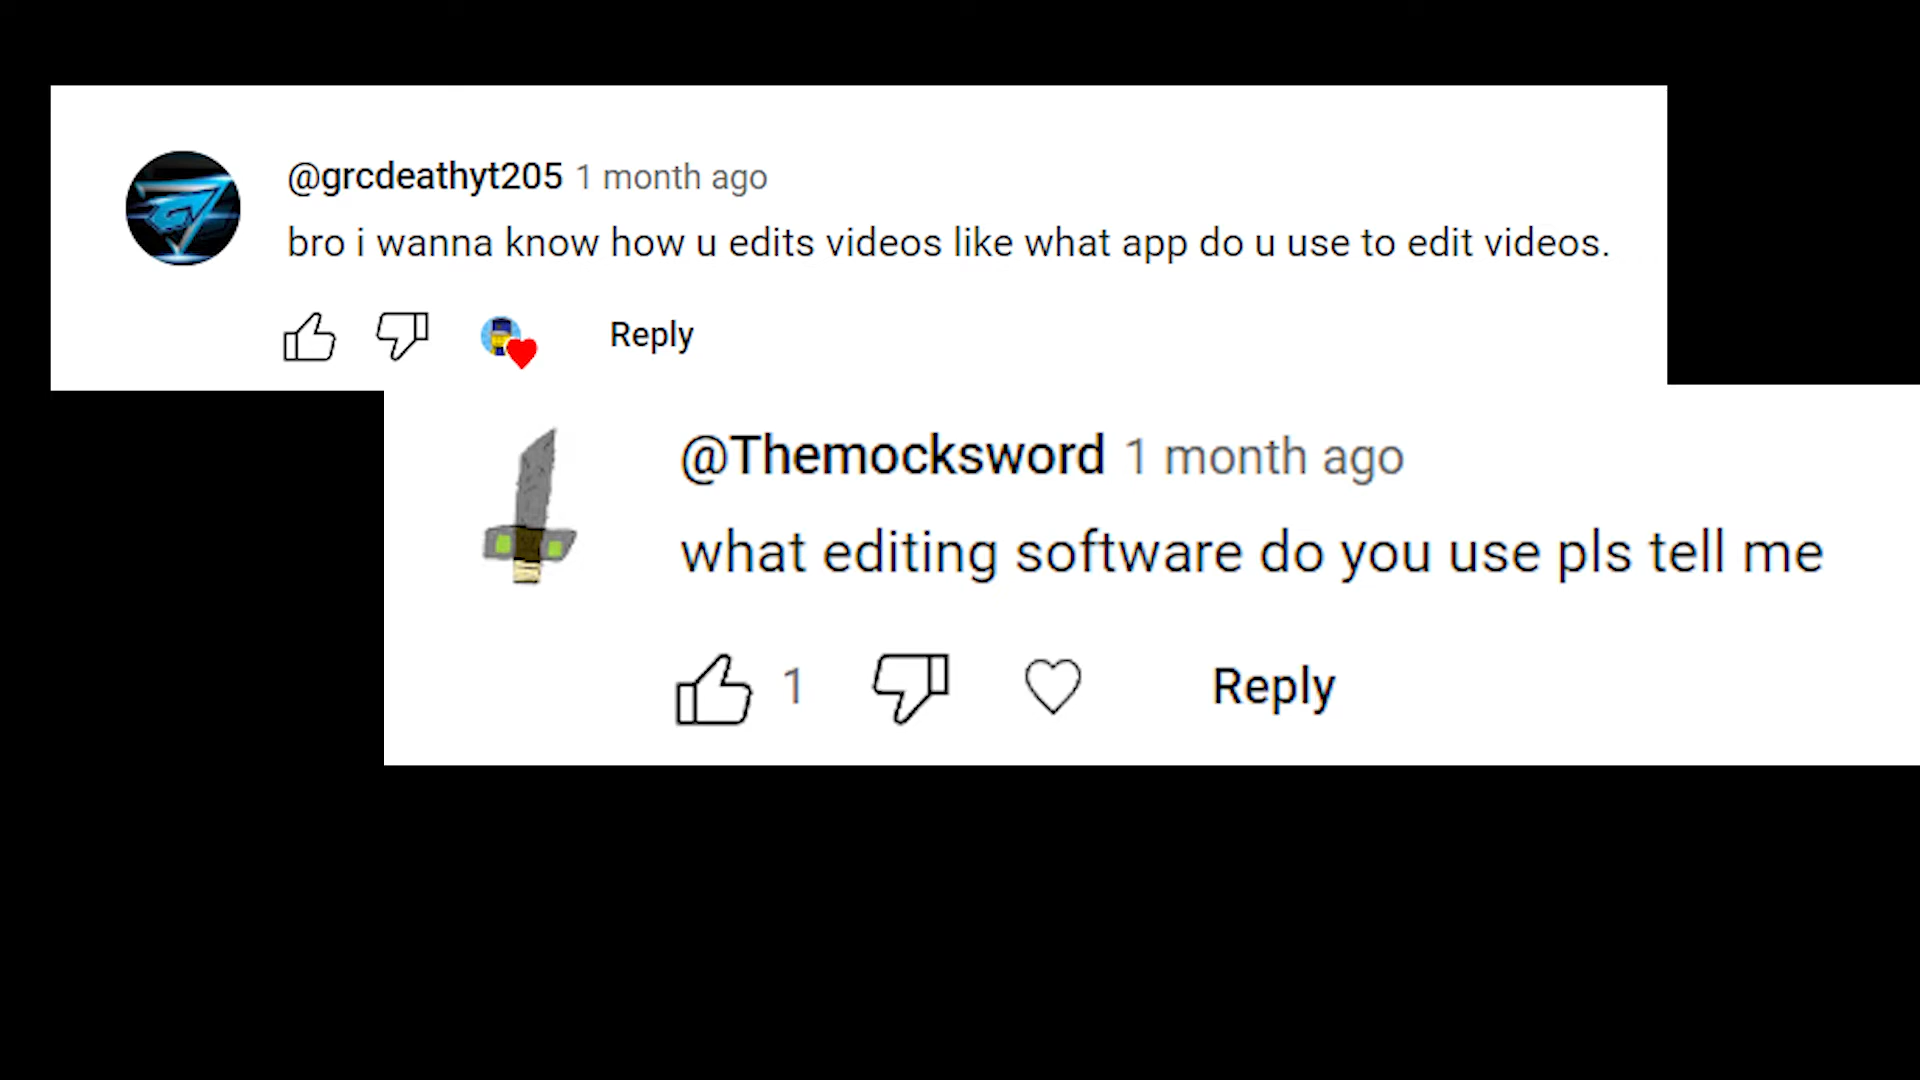 @grcdeathyt205 1 month ago
bro i wanna know how u edits videos like what app do u use to edit videos.
Reply
@Themocksword 1 month ago
what editing software do you use pls tell me
1 Reply